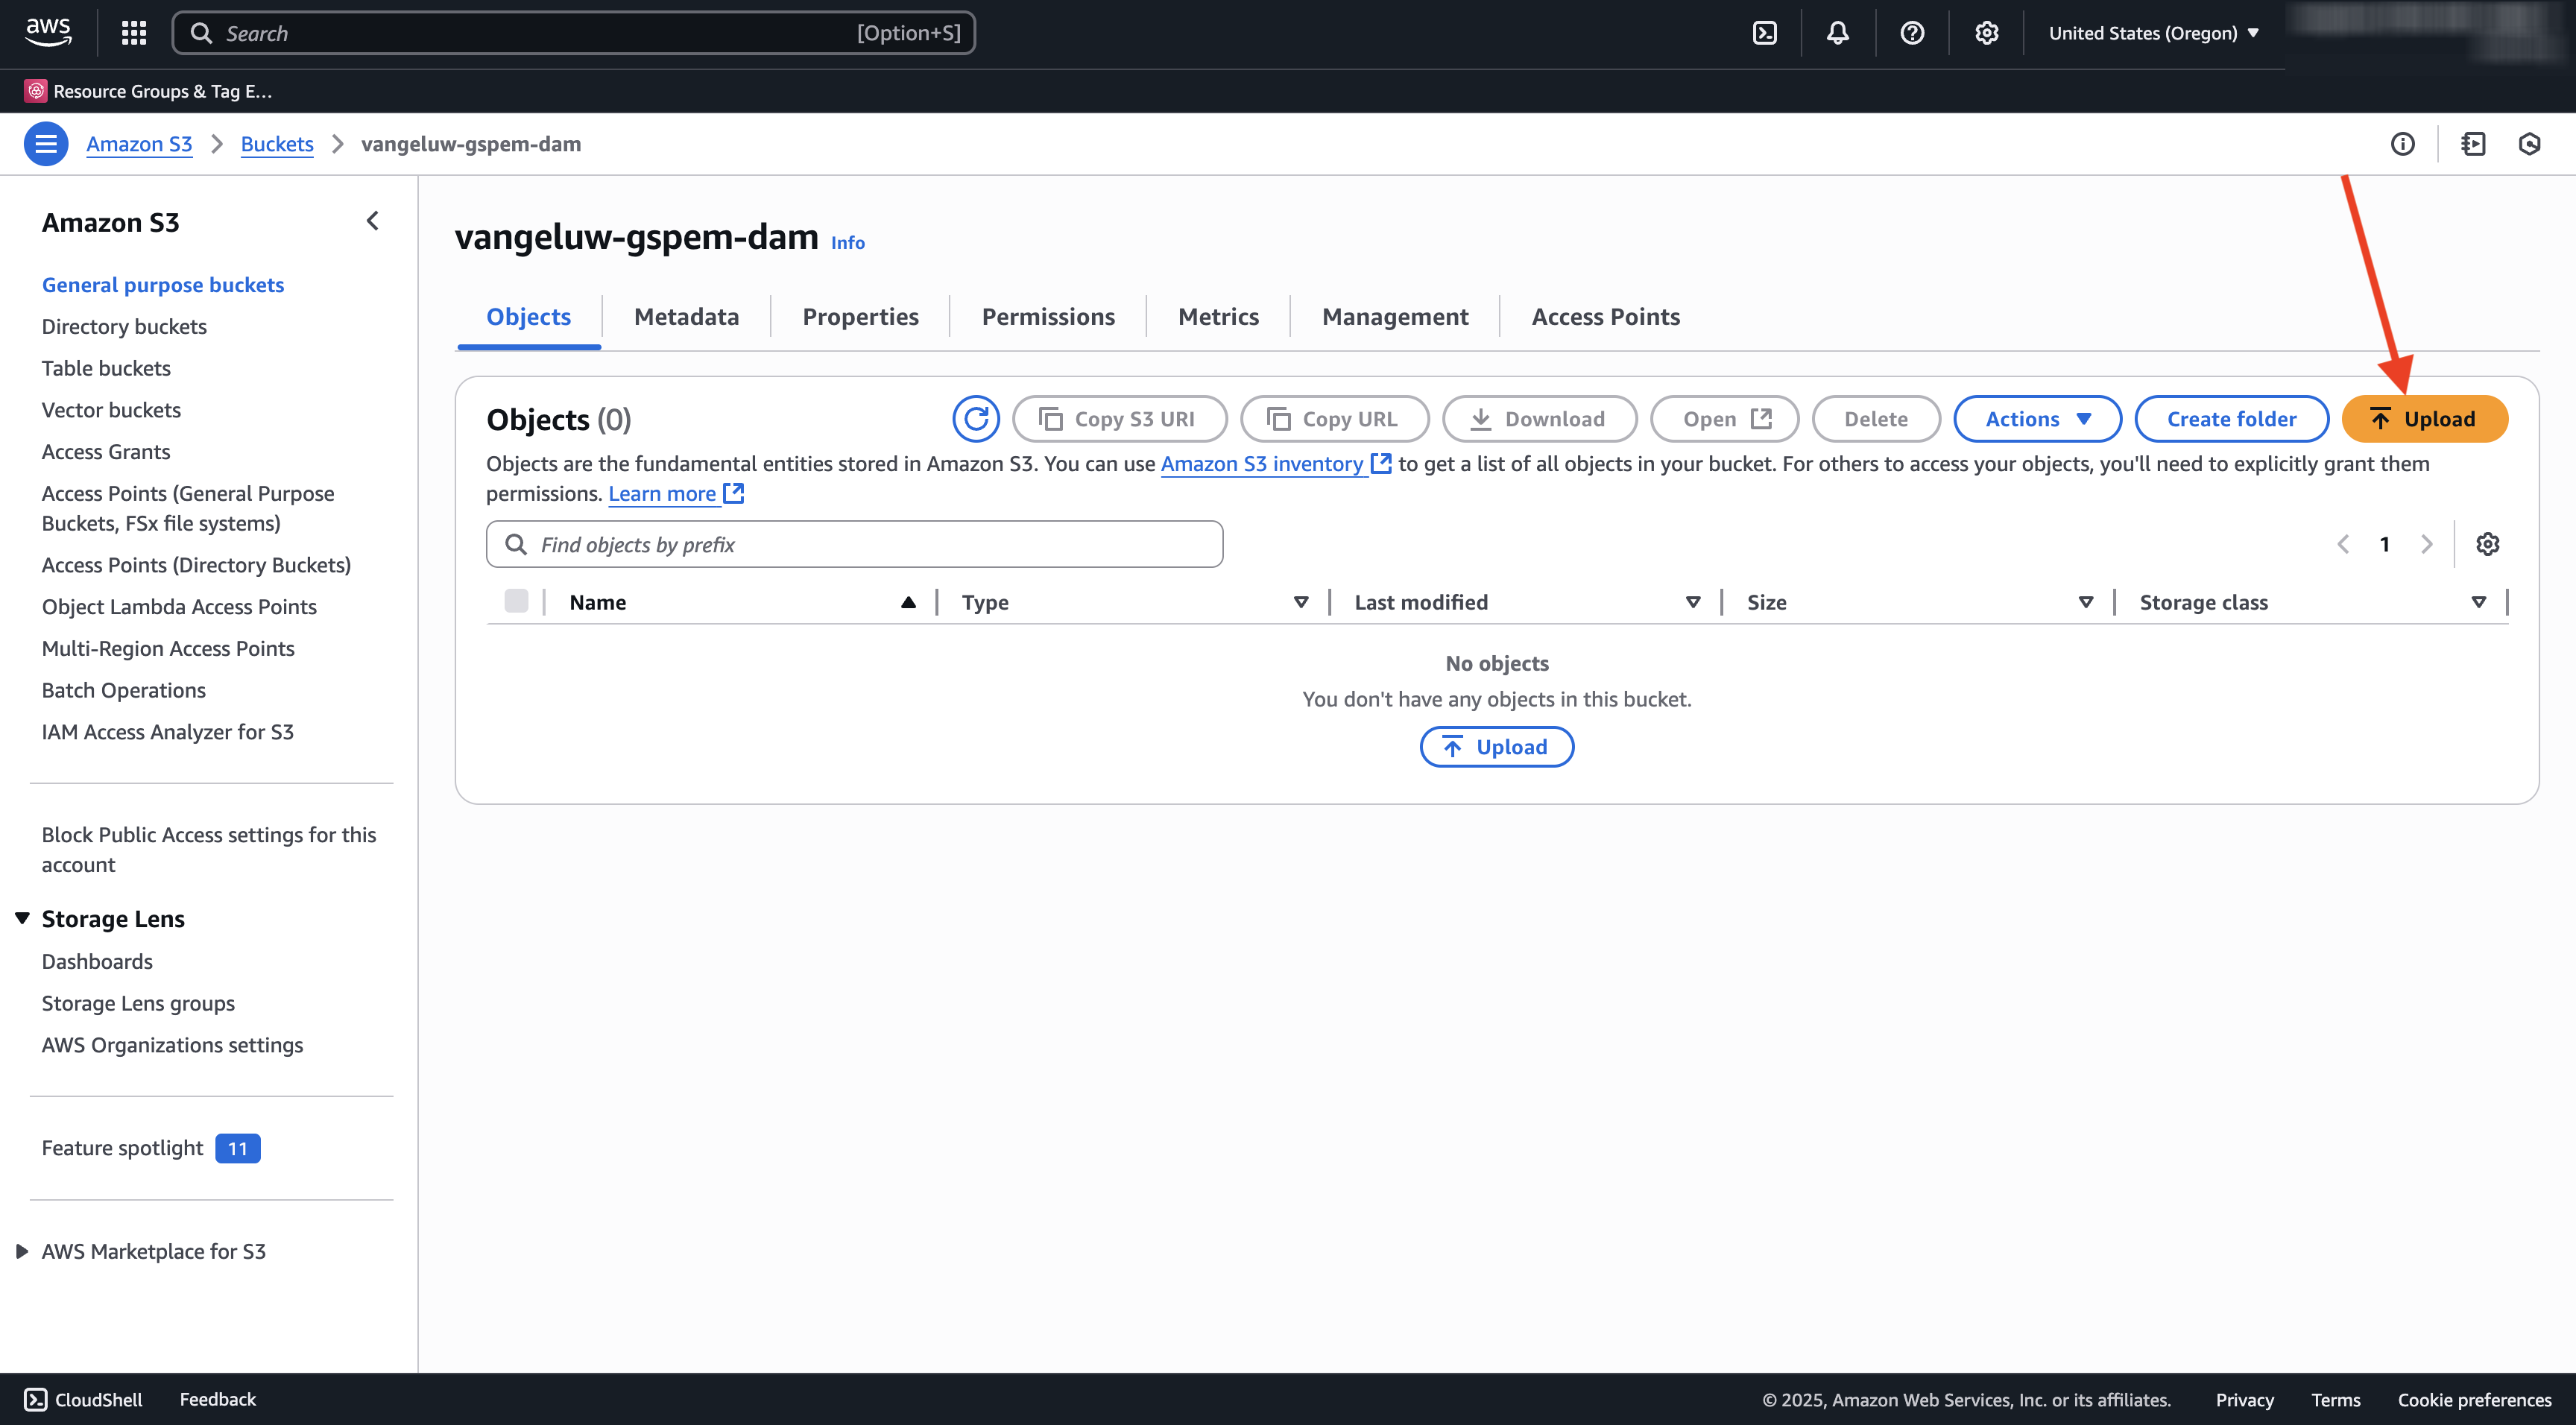 aws
Search
[Option+S]
United States (Oregon)
Resource Groups & Tag E...
Amazon S3
Buckets
vangeluw-gspem-dam
Amazon S3
General purpose buckets
Directory buckets
Table buckets
Vector buckets
Access Grants
Access Points (General Purpose
Buckets, FSx file systems)
Access Points (Directory Buckets)
Object Lambda Access Points
Multi-Region Access Points
Batch Operations
IAM Access Analyzer for S3
Block Public Access settings for this
account
Storage Lens
Dashboards
Storage Lens groups
AWS Organizations settings
Feature spotlight 11
AWS Marketplace for S3
vangeluw-gspem-dam Info
Objects
Metadata
Properties
Permissions
Metrics
Management
Access Points
Objects (0)
Copy S3 URI
Copy URL
Download
Open
Delete
Actions
Create folder
Upload
Objects are the fundamental entities stored in Amazon S3. You can use Amazon S3 inventory to get a list of all objects in your bucket. For others to access your objects, you'll need to explicitly grant them
permissions. Learn more
Find objects by prefix
1
Name
Type
Last modified
Size
Storage class
No objects
You don't have any objects in this bucket.
Upload
CloudShell
Feedback
© 2025, Amazon Web Services, Inc. or its affiliates.
Privacy
Terms
Cookie preferences